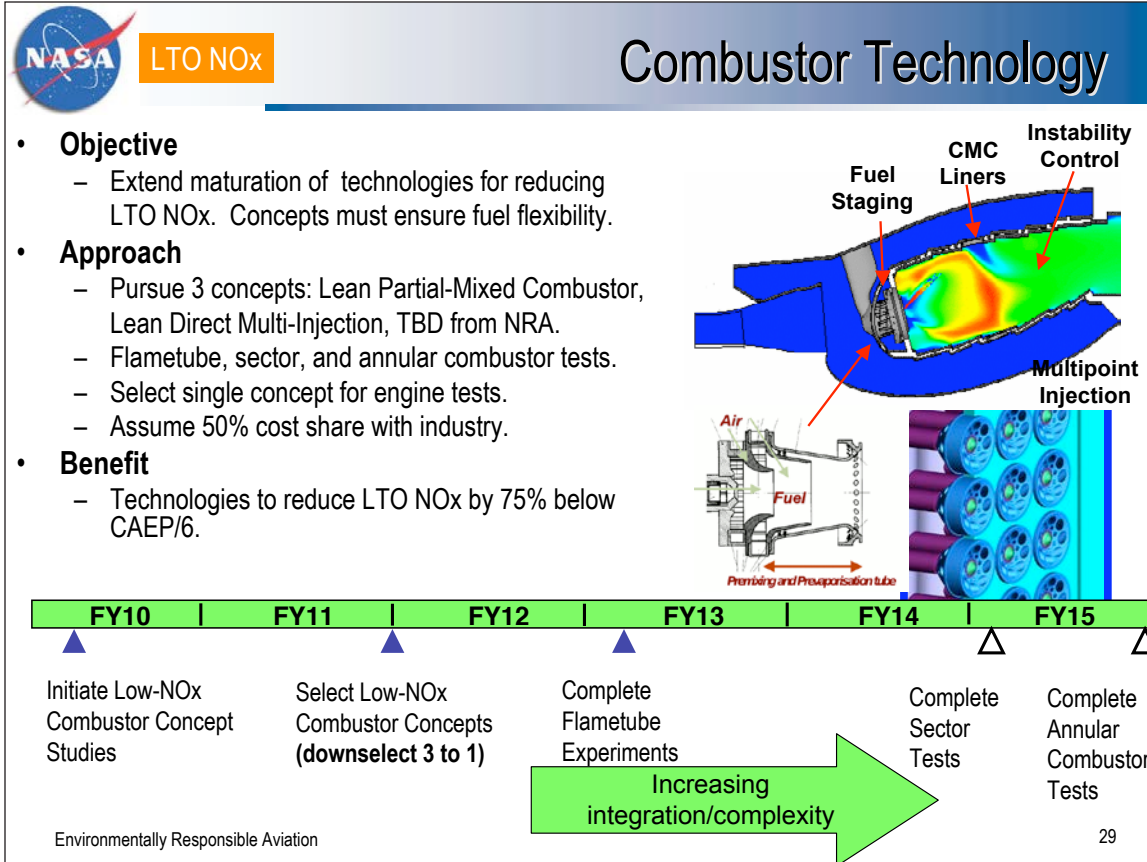 NASA
LTO NOx
Combustor Technology
• Objective
– Extend maturation of technologies for reducing
LTO NOx. Concepts must ensure fuel flexibility.
• Approach
– Pursue 3 concepts: Lean Partial-Mixed Combustor,
Lean Direct Multi-Injection, TBD from NRA.
– Flametube, sector, and annular combustor tests.
– Select single concept for engine tests.
– Assume 50% cost share with industry.
• Benefit
– Technologies to reduce LTO NOx by 75% below
CAEP/6.
Fuel
Staging
CMC
Liners
Instability
Control
Multipoint
Injection
Air
Fuel
Premixing and Prevaporisation tube
FY10 | FY11 | FY12 | FY13 | FY14 | FY15
Initiate Low-NOx
Combustor Concept
Studies
Select Low-NOx
Combustor Concepts
(downselect 3 to 1)
Complete
Flametube
Experiments
Complete
Sector
Tests
Complete
Annular
Combustor
Tests
Increasing
integration/complexity
Environmentally Responsible Aviation
29